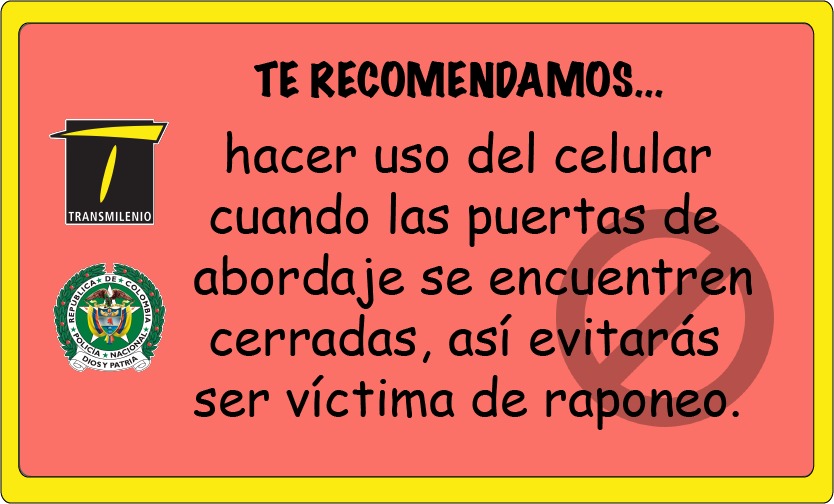 TE RECOMENDAMOS...
hacer uso del celular
cuando las puertas de
abordaje se encuentren
cerradas, así evitarás
ser víctima de raponeo.
TRANSMILENIO
REPUBLICA DE COLOMBIA
POLICIA NACIONAL
DIOS Y PATRIA